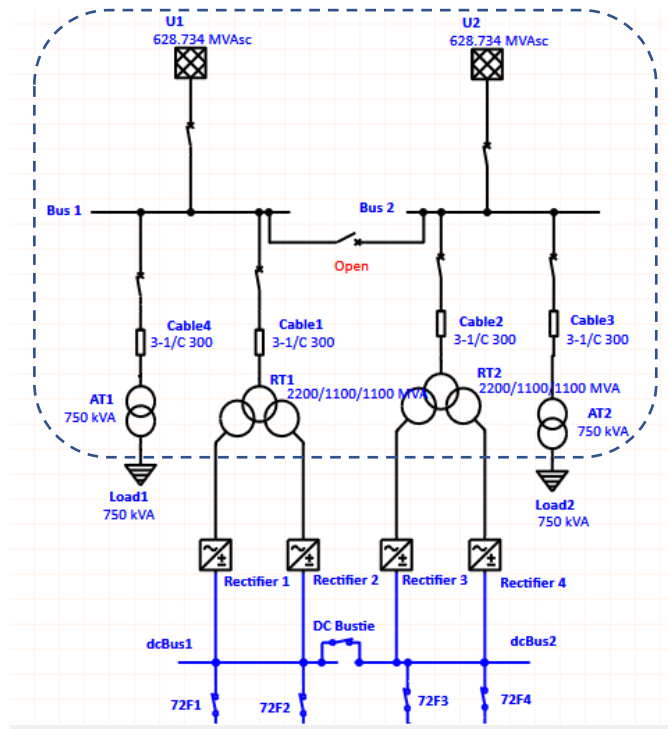 U1
628.734 MVAsc
U2
628.734 MVAsc
Bus 1
Bus 2
Open
Cable4
3-1/C 300
Cable1
3-1/C 300
Cable2
3-1/C 300
Cable3
3-1/C 300
AT1
750 kVA
RT1
2200/1100/1100 MVA
RT2
2200/1100/1100 MVA
AT2
750 kVA
Load1
750 kVA
Load2
750 kVA
Rectifier 1
Rectifier 2
Rectifier 3
Rectifier 4
DC Bustie
dcBus1
dcBus2
72F1
72F2
72F3
72F4